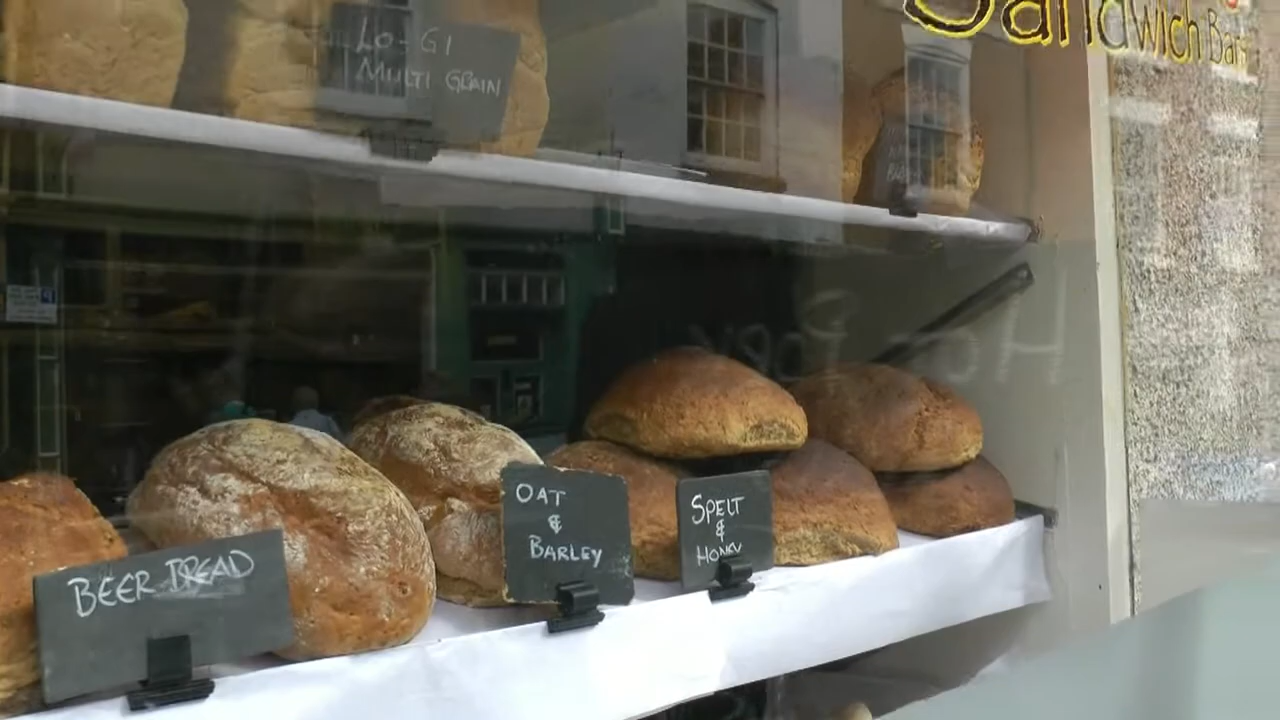 Sandwich Bar
LO-GI
MULTI GRAIN
BEER BREAD
OAT
&
BARLEY
SPELT
&
HONEY